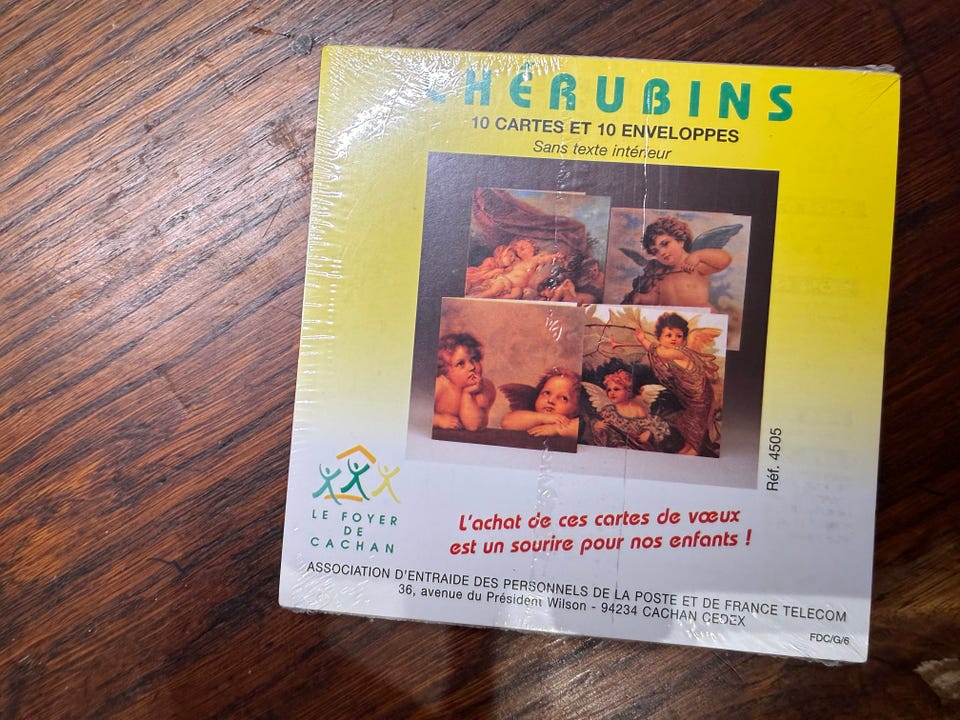 CHÉRUBINS
10 CARTES ET 10 ENVELOPPES
Sans texte intérieur
Réf. 4505
LE FOYER
DE
CACHAN
L'achat de ces cartes de vœux
est un sourire pour nos enfants !
ASSOCIATION D'ENTRAIDE DES PERSONNELS DE LA POSTE ET DE FRANCE TELECOM
36, avenue du Président Wilson - 94234 CACHAN CEDEX
FDC/G/6